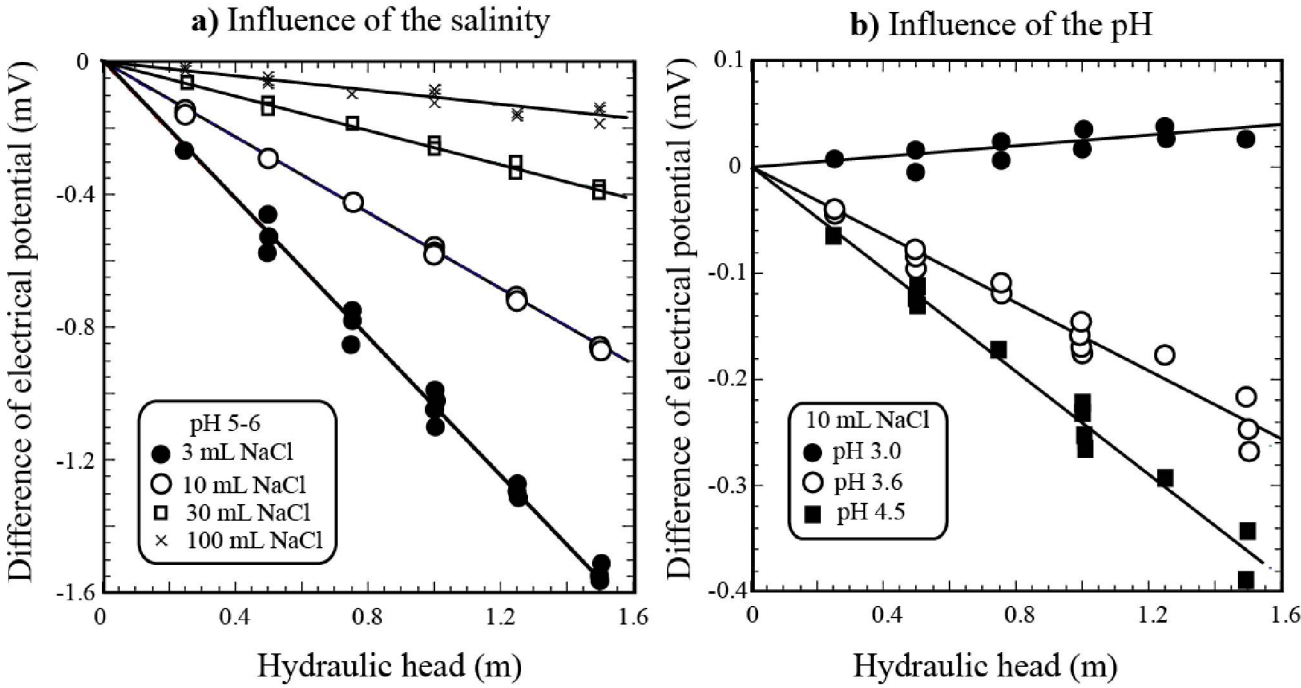 a) Influence of the salinity
Difference of electrical potential (mV)
0
-0.4
-0.8
-1.2
-1.6
0
0.4
0.8
1.2
1.6
Hydraulic head (m)
pH 5-6
3 mL NaCl
10 mL NaCl
30 mL NaCl
100 mL NaCl
b) Influence of the pH
Difference of electrical potential (mV)
0.1
0
-0.1
-0.2
-0.3
-0.4
0
0.4
0.8
1.2
1.6
Hydraulic head (m)
10 mL NaCl
pH 3.0
pH 3.6
pH 4.5